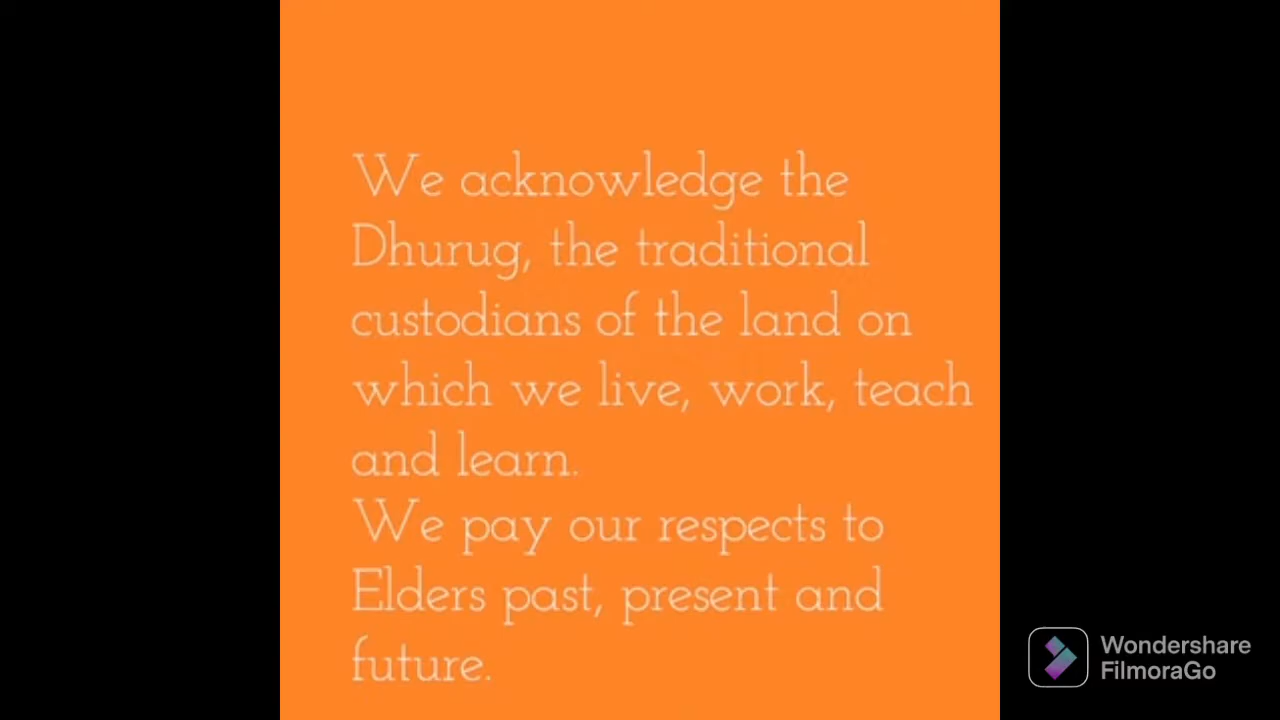 We acknowledge the
Dhurug, the traditional
custodians of the land on
which we live, work, teach
and learn.
We pay our respects to
Elders past, present and
future.
Wondershare
FilmoraGo